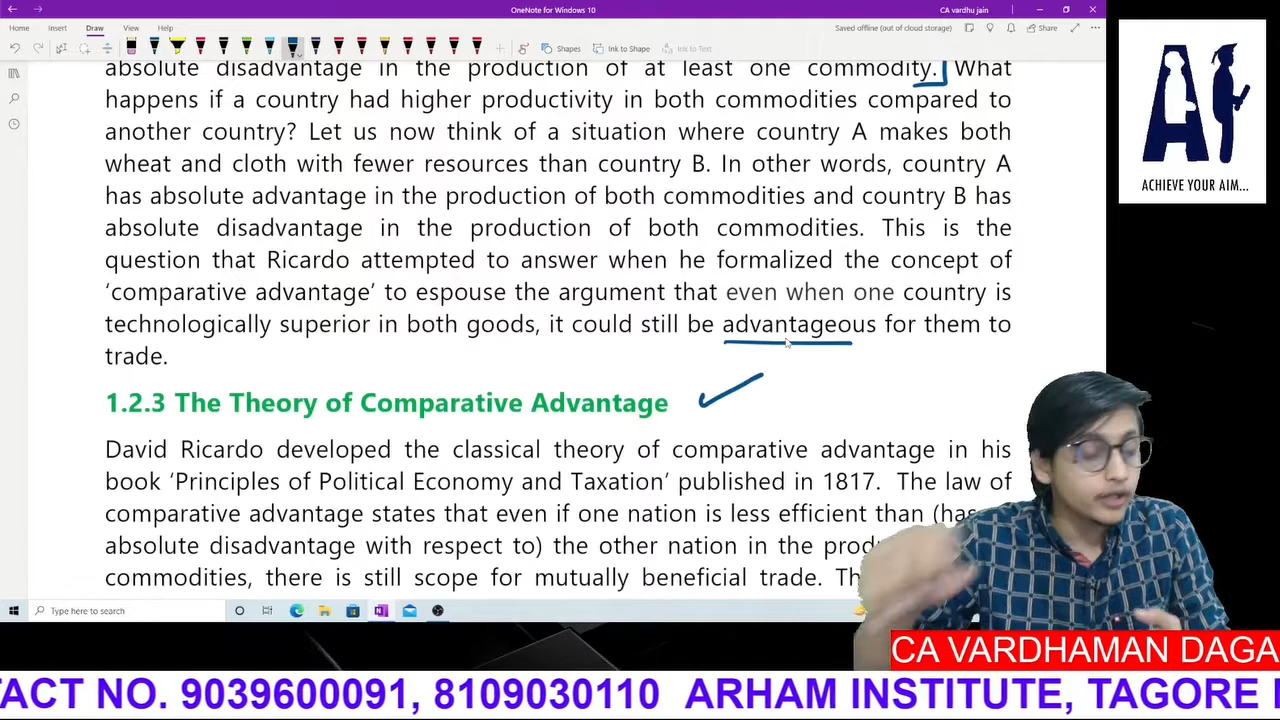 OneNote for Windows 10
CA vardhu jain
Home Insert Draw View Help
Saved offline (out of cloud storage)
Share
Shapes
Ink to Shape
Ink to Text
absolute disadvantage in the production of at least one commodity. What
happens if a country had higher productivity in both commodities compared to
another country? Let us now think of a situation where country A makes both
wheat and cloth with fewer resources than country B. In other words, country A
has absolute advantage in the production of both commodities and country B has
absolute disadvantage in the production of both commodities. This is the
question that Ricardo attempted to answer when he formalized the concept of
‘comparative advantage’ to espouse the argument that even when one country is
technologically superior in both goods, it could still be advantageous for them to
trade.
1.2.3 The Theory of Comparative Advantage
David Ricardo developed the classical theory of comparative advantage in his
book ‘Principles of Political Economy and Taxation’ published in 1817. The law of
comparative advantage states that even if one nation is less efficient than (has
absolute disadvantage with respect to) the other nation in the
commodities, there is still scope for mutually beneficial trade.
Type here to search
A
ACHIEVE YOUR AIM...
CA VARDHAMAN DAGA
NO. 9039600091, 8109030110 ARHAM INSTITUTE, TAGORE